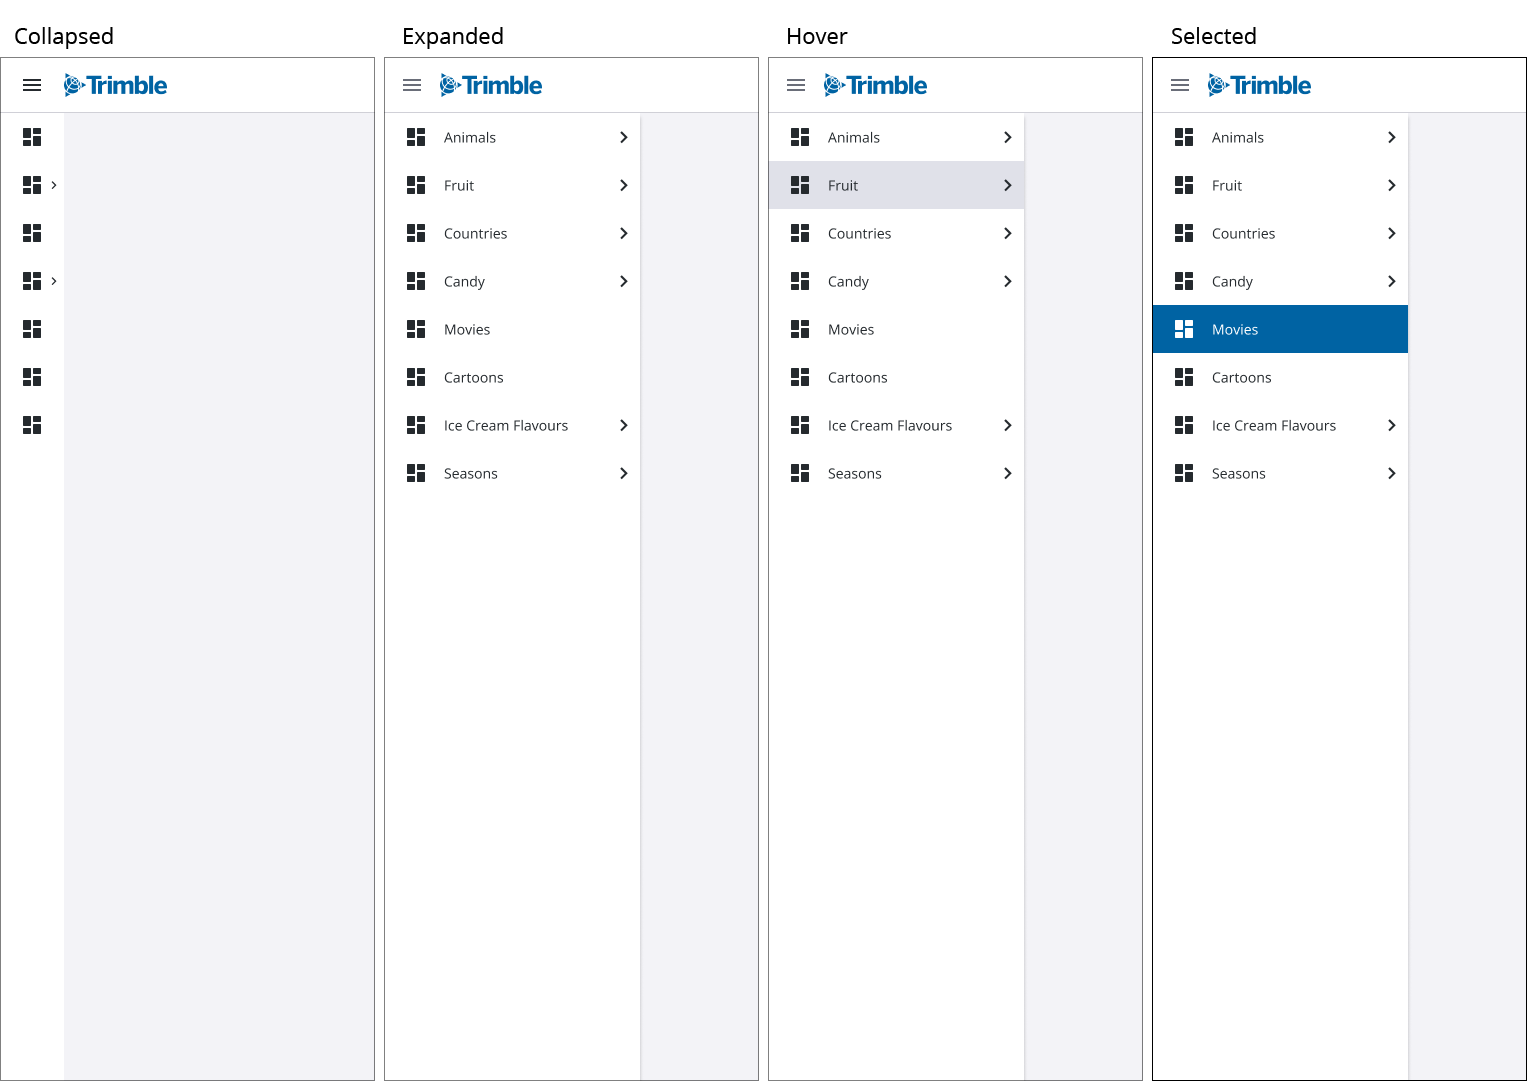 Collapsed
Trimble
Expanded
Trimble
Animals
Fruit
Countries
Candy
Movies
Cartoons
Ice Cream Flavours
Seasons
Hover
Trimble
Animals
Fruit
Countries
Candy
Movies
Cartoons
Ice Cream Flavours
Seasons
Selected
Trimble
Animals
Fruit
Countries
Candy
Movies
Cartoons
Ice Cream Flavours
Seasons